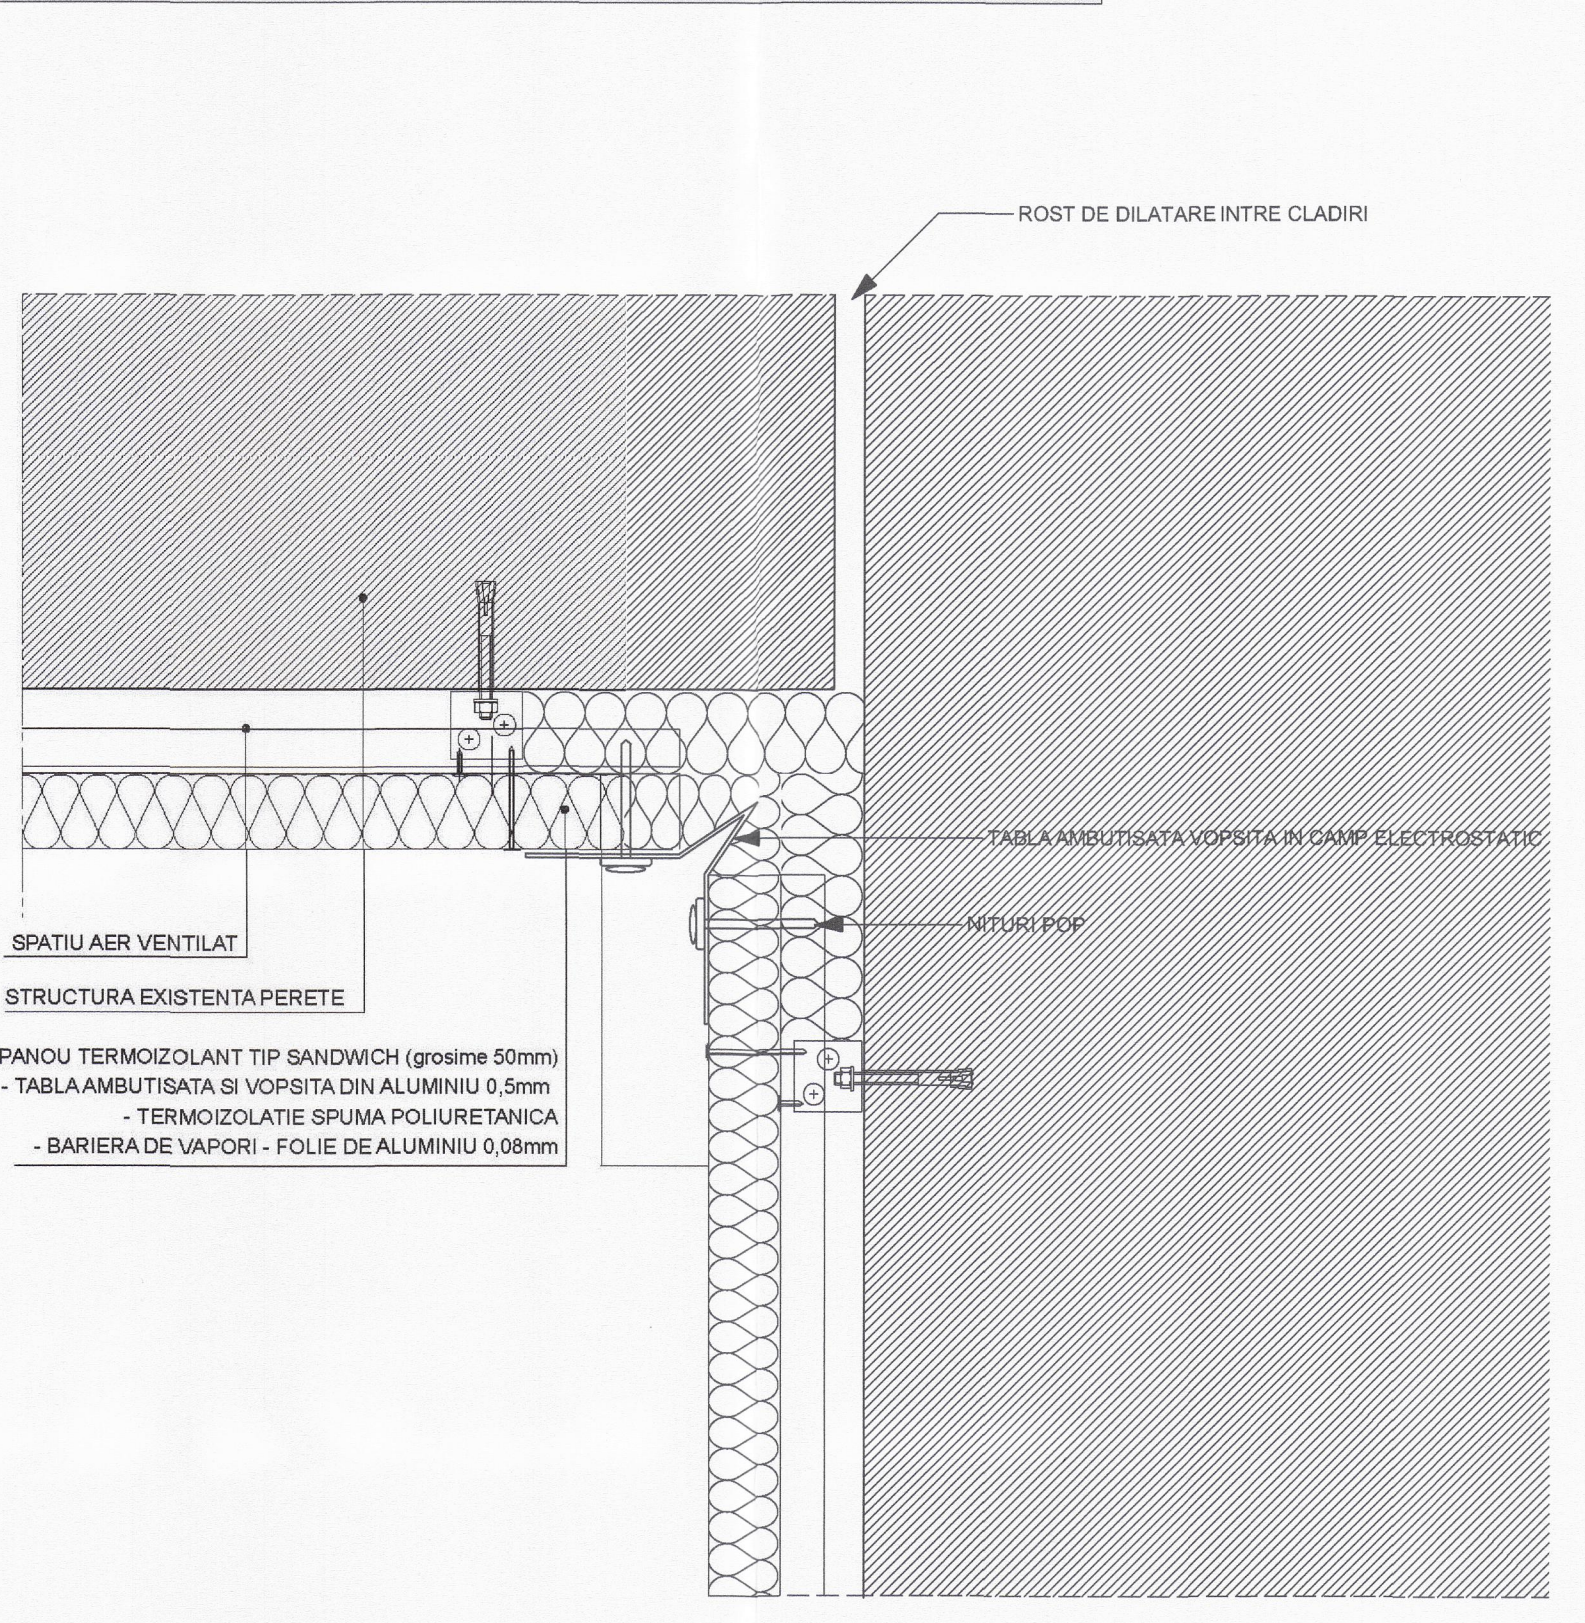 ROST DE DILATARE INTRE CLADIRI
TABLA AMBUTISATA VOPSITA IN CAMP ELECTROSTATIC
NITURI POP
SPATIU AER VENTILAT
STRUCTURA EXISTENTA PERETE
PANOU TERMOIZOLANT TIP SANDWICH (grosime 50mm)
- TABLA AMBUTISATA SI VOPSITA DIN ALUMINIU 0,5mm
- TERMOIZOLATIE SPUMA POLIURETANICA
- BARIERA DE VAPORI - FOLIE DE ALUMINIU 0,08mm